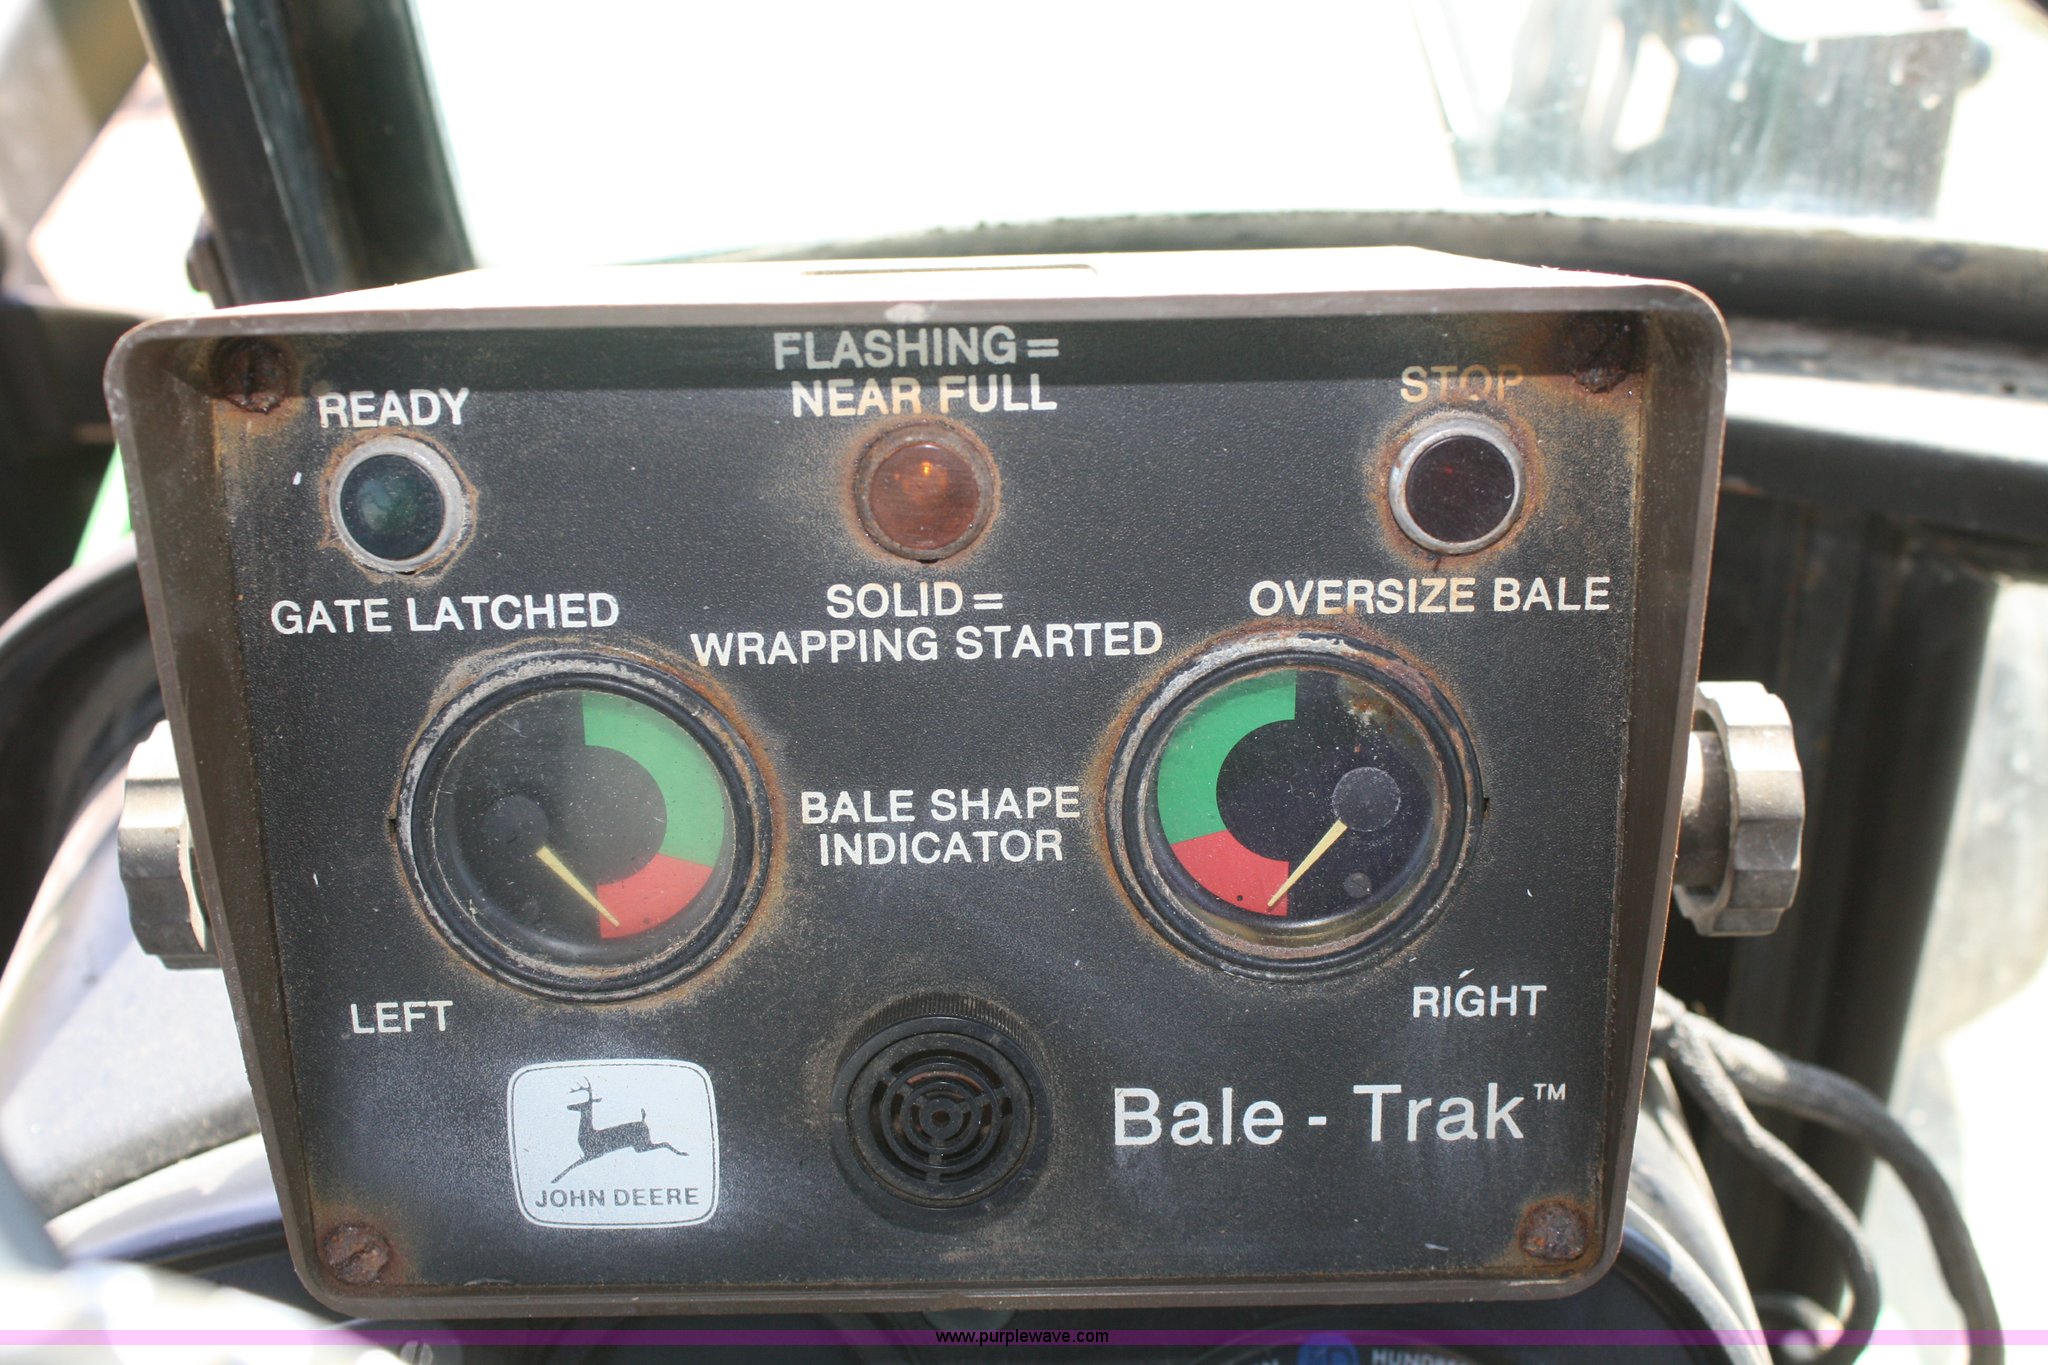 FLASHING =
NEAR FULL
READY
STOP
GATE LATCHED
SOLID =
WRAPPING STARTED
OVERSIZE BALE
BALE SHAPE
INDICATOR
LEFT
RIGHT
JOHN DEERE
Bale - Trak™
www.purplewave.com